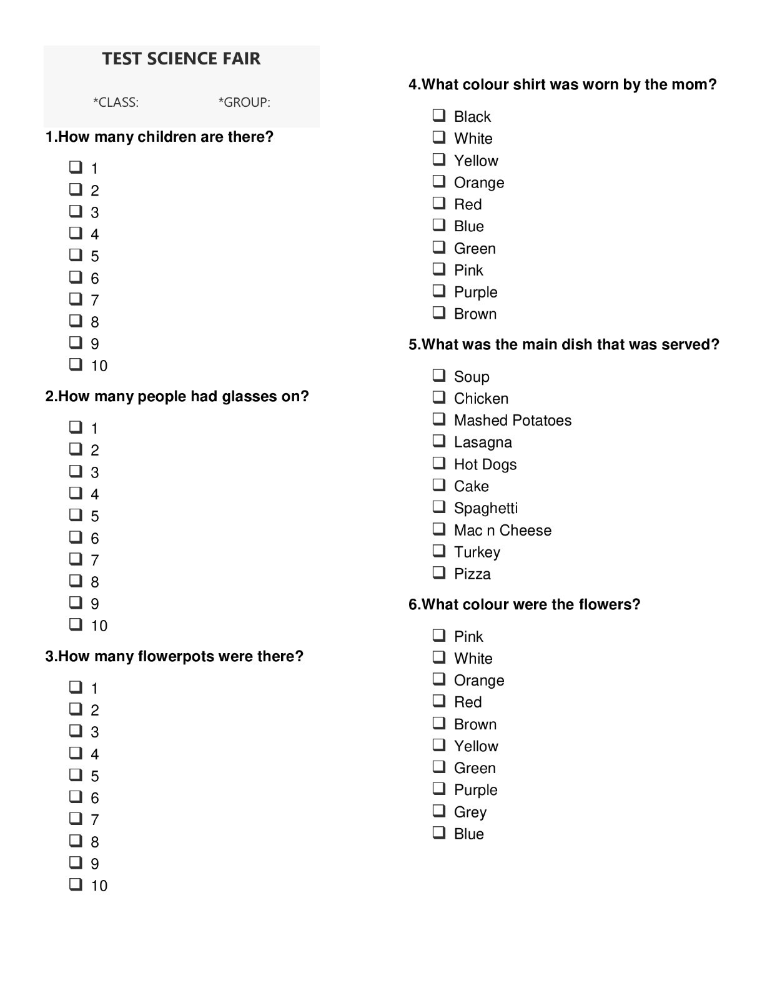 TEST SCIENCE FAIR
*CLASS: *GROUP:
1.How many children are there?
❏ 1
❏ 2
❏ 3
❏ 4
❏ 5
❏ 6
❏ 7
❏ 8
❏ 9
❏ 10
2.How many people had glasses on?
❏ 1
❏ 2
❏ 3
❏ 4
❏ 5
❏ 6
❏ 7
❏ 8
❏ 9
❏ 10
3.How many flowerpots were there?
❏ 1
❏ 2
❏ 3
❏ 4
❏ 5
❏ 6
❏ 7
❏ 8
❏ 9
❏ 10
4.What colour shirt was worn by the mom?
❏ Black
❏ White
❏ Yellow
❏ Orange
❏ Red
❏ Blue
❏ Green
❏ Pink
❏ Purple
❏ Brown
5.What was the main dish that was served?
❏ Soup
❏ Chicken
❏ Mashed Potatoes
❏ Lasagna
❏ Hot Dogs
❏ Cake
❏ Spaghetti
❏ Mac n Cheese
❏ Turkey
❏ Pizza
6.What colour were the flowers?
❏ Pink
❏ White
❏ Orange
❏ Red
❏ Brown
❏ Yellow
❏ Green
❏ Purple
❏ Grey
❏ Blue